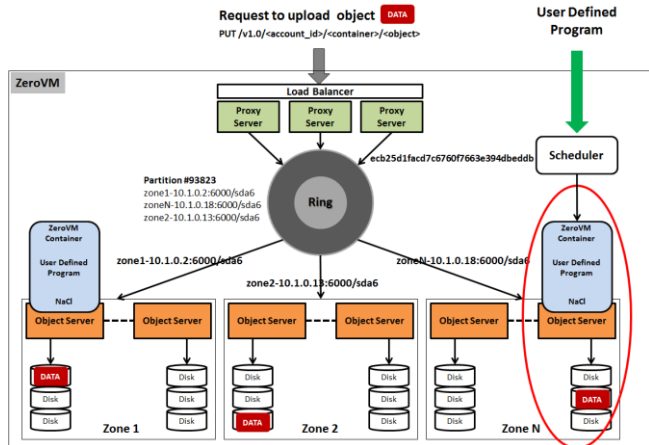 Request to upload object DATA
PUT /v1.0/<account_id>/<container>/<object>
User Defined
Program
ZeroVM
Load Balancer
Proxy
Server
Proxy
Server
Proxy
Server
ecb25d1facd7c6760f7663e394dbeddb
Scheduler
Partition #93823
zone1-10.1.0.2:6000/sda6
zoneN-10.1.0.18:6000/sda6
zone2-10.1.0.13:6000/sda6
Ring
ZeroVM
Container
User Defined
Program
NaCl
ZeroVM
Container
User Defined
Program
NaCl
zone1-10.1.0.2:6000/sda6
zone2-10.1.0.13:6000/sda6
zoneN-10.1.0.18:6000/sda6
Object Server
Object Server
Object Server
Object Server
Object Server
Object Server
DATA
Disk
Disk
Disk
Disk
Disk
Zone 1
Disk
Disk
DATA
Disk
Disk
Disk
Zone 2
Disk
Disk
Disk
Disk
DATA
Disk
Zone N